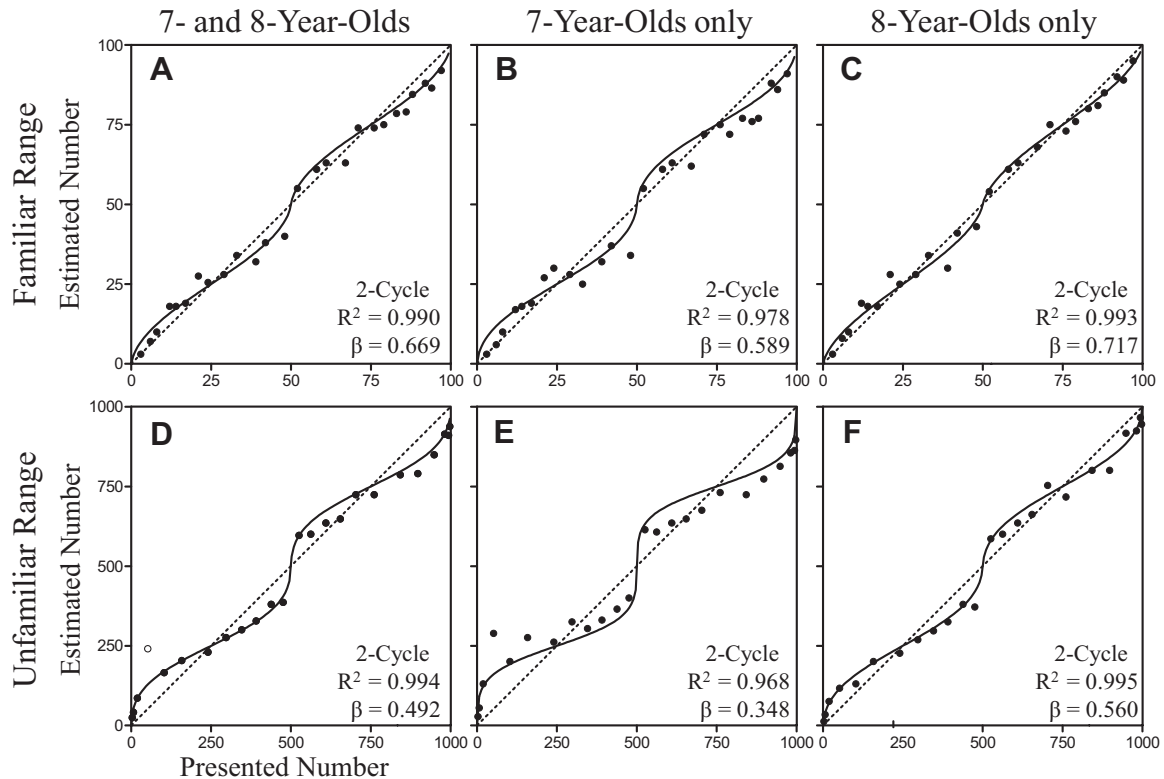 7- and 8-Year-Olds
7-Year-Olds only
8-Year-Olds only
Familiar Range
Estimated Number
100
75
50
25
0
A
2-Cycle
R² = 0.990
β = 0.669
0 25 50 75 100
B
2-Cycle
R² = 0.978
β = 0.589
0 25 50 75 100
C
2-Cycle
R² = 0.993
β = 0.717
0 25 50 75 100
Unfamiliar Range
Estimated Number
1000
750
500
250
0
D
2-Cycle
R² = 0.994
β = 0.492
0 250 500 750 1000
E
2-Cycle
R² = 0.968
β = 0.348
0 250 500 750 1000
F
2-Cycle
R² = 0.995
β = 0.560
0 250 500 750 1000
Presented Number